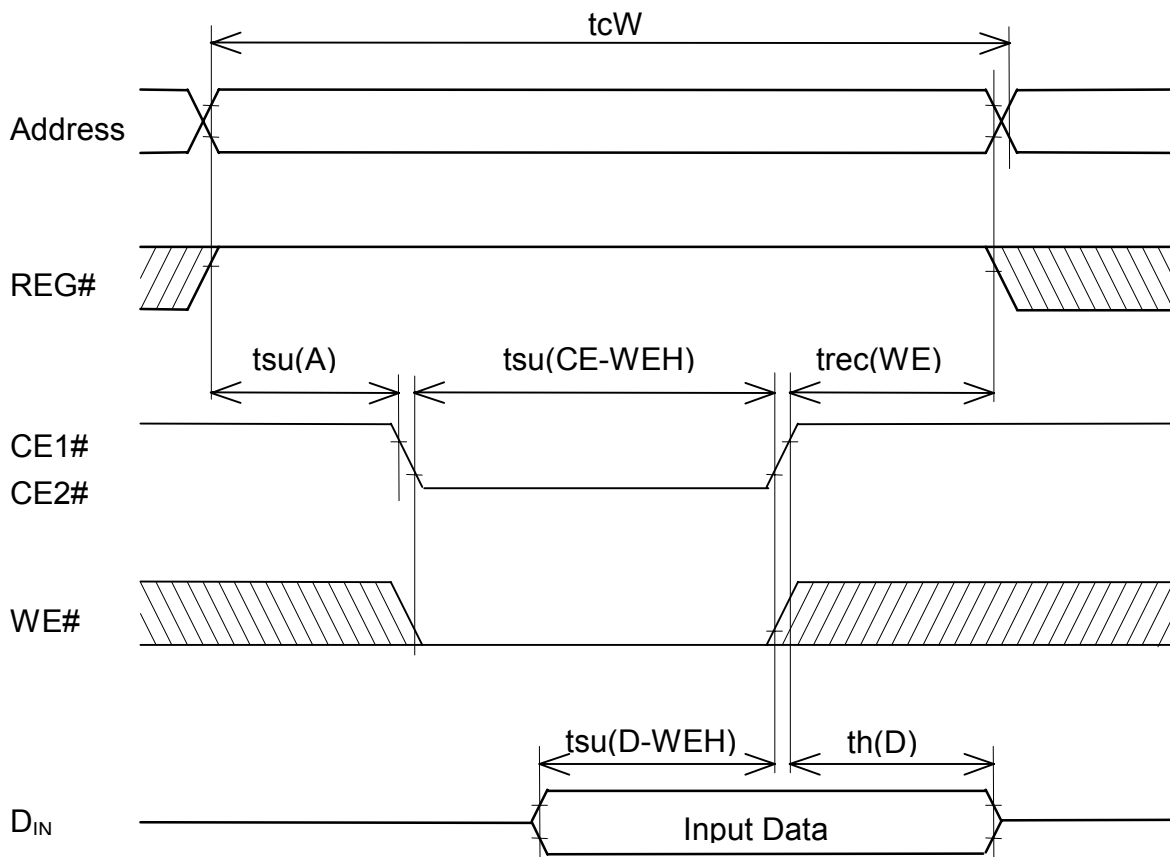 tcW
Address
REG#
tsu(A)
tsu(CE-WEH)
trec(WE)
CE1#
CE2#
WE#
tsu(D-WEH)
th(D)
DIN
Input Data